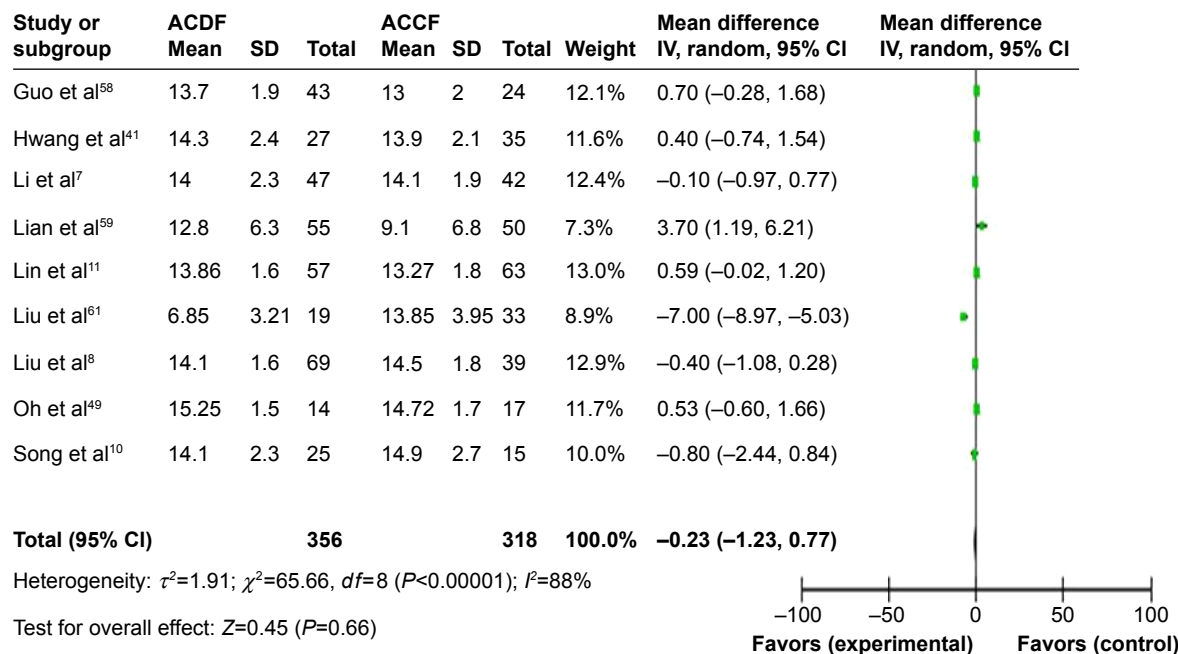 Study or subgroup ACDF Mean SD Total ACCF Mean SD Total Weight Mean difference IV, random, 95% CI Mean difference IV, random, 95% CI
Guo et al58 13.7 1.9 43 13 2 24 12.1% 0.70 (–0.28, 1.68)
Hwang et al41 14.3 2.4 27 13.9 2.1 35 11.6% 0.40 (–0.74, 1.54)
Li et al7 14 2.3 47 14.1 1.9 42 12.4% –0.10 (–0.97, 0.77)
Lian et al59 12.8 6.3 55 9.1 6.8 50 7.3% 3.70 (1.19, 6.21)
Lin et al11 13.86 1.6 57 13.27 1.8 63 13.0% 0.59 (–0.02, 1.20)
Liu et al61 6.85 3.21 19 13.85 3.95 33 8.9% –7.00 (–8.97, –5.03)
Liu et al8 14.1 1.6 69 14.5 1.8 39 12.9% –0.40 (–1.08, 0.28)
Oh et al49 15.25 1.5 14 14.72 1.7 17 11.7% 0.53 (–0.60, 1.66)
Song et al10 14.1 2.3 25 14.9 2.7 15 10.0% –0.80 (–2.44, 0.84)
Total (95% CI) 356 318 100.0% –0.23 (–1.23, 0.77)
Heterogeneity: τ²=1.91; χ²=65.66, df=8 (P<0.00001); I²=88%
Test for overall effect: Z=0.45 (P=0.66)
–100 –50 0 50 100
Favors (experimental) Favors (control)